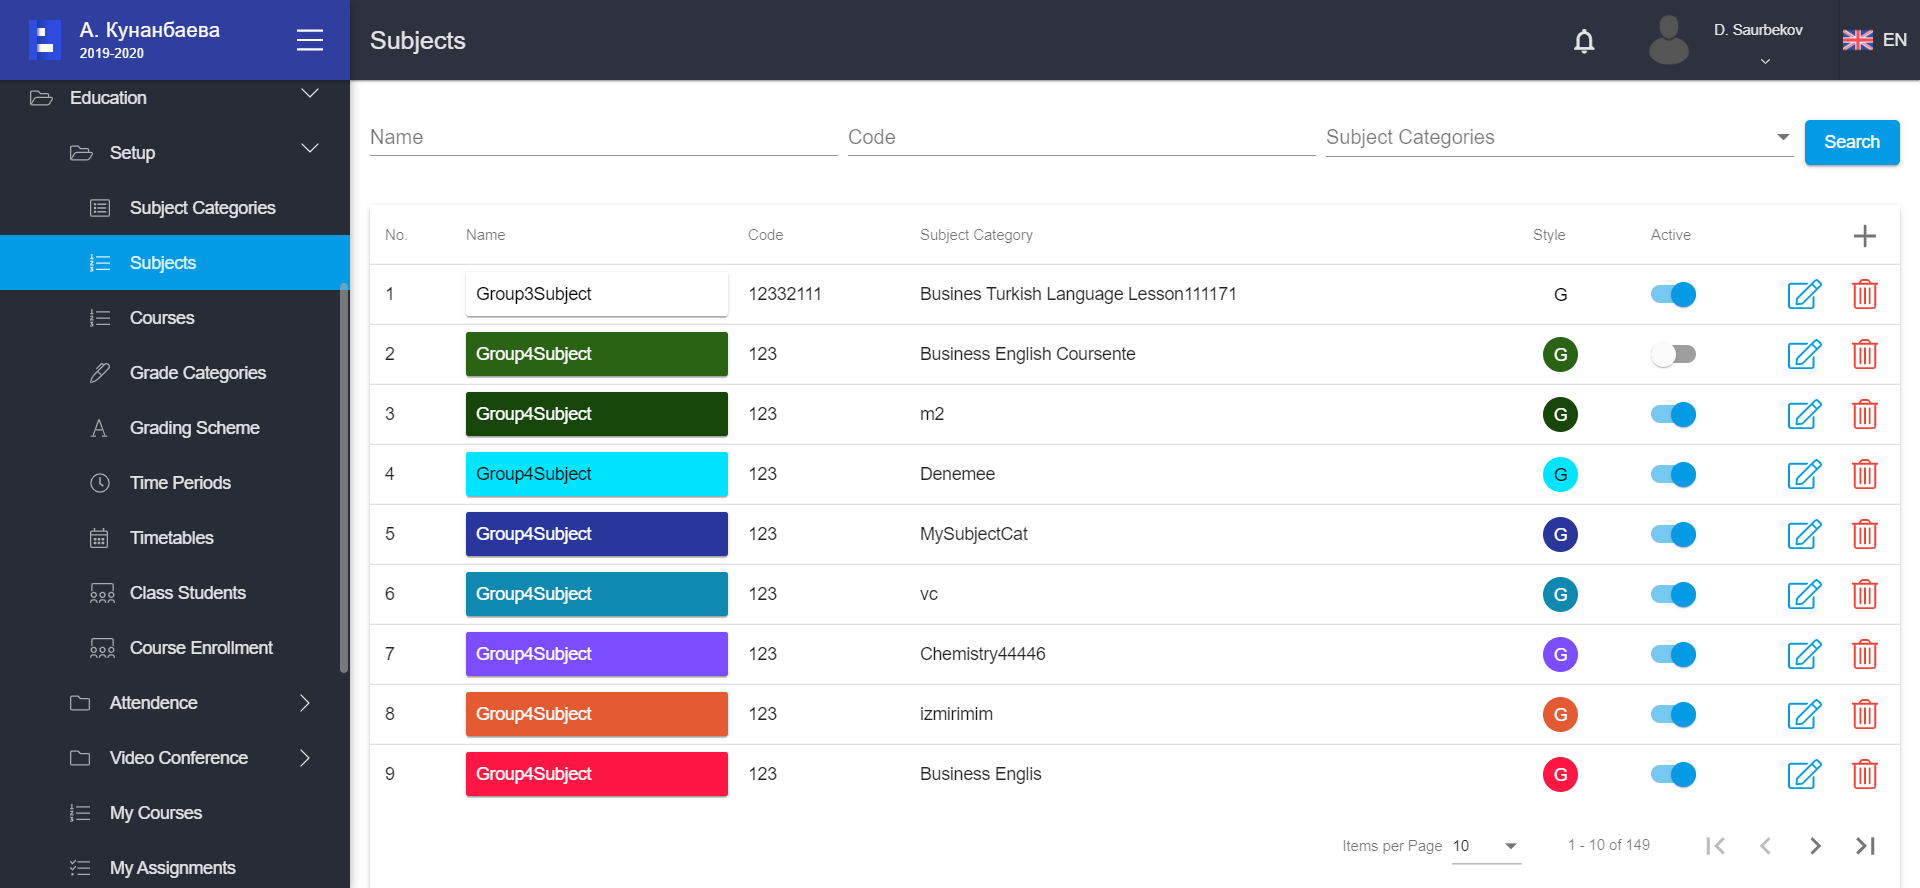 А. Кунанбаева
2019-2020
Subjects
D. Saurbekov
EN
Education
Setup
Subject Categories
Subjects
Courses
Grade Categories
Grading Scheme
Time Periods
Timetables
Class Students
Course Enrollment
Attendence
Video Conference
My Courses
My Assignments
Name Code Subject Categories Search
No. Name Code Subject Category Style Active
1 Group3Subject 12332111 Busines Turkish Language Lesson111171 G
2 Group4Subject 123 Business English Coursente G
3 Group4Subject 123 m2 G
4 Group4Subject 123 Denemee G
5 Group4Subject 123 MySubjectCat G
6 Group4Subject 123 vc G
7 Group4Subject 123 Chemistry44446 G
8 Group4Subject 123 izmirimim G
9 Group4Subject 123 Business Englis G
Items per Page 10 1 - 10 of 149